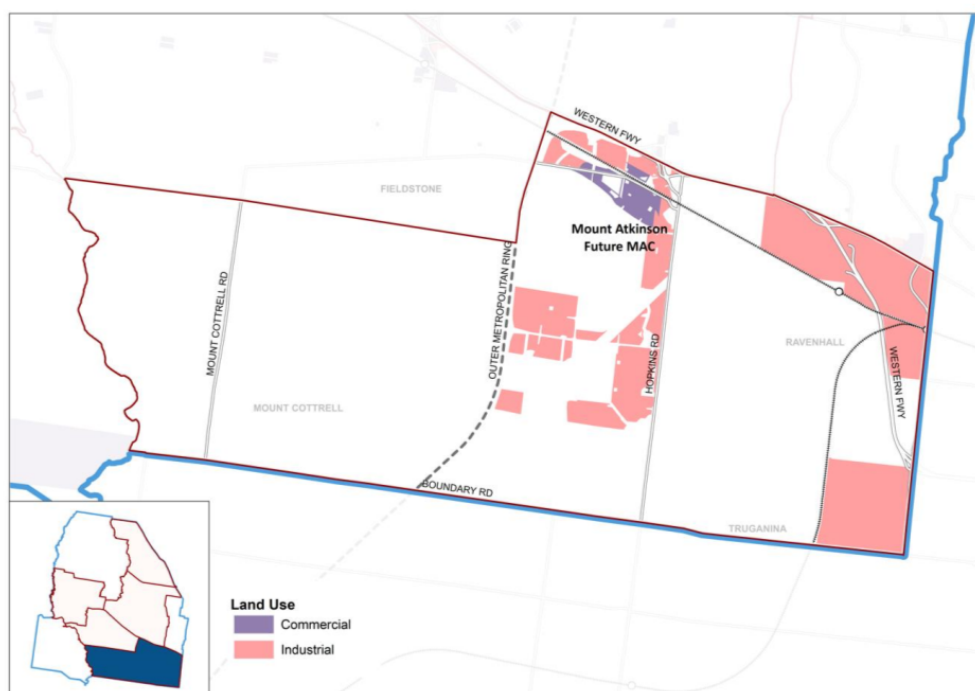 WESTERN FWY
FIELDSTONE
Mount Atkinson
Future MAC
MOUNT COTTRELL RD
OUTER METROPOLITAN RING
HOPKINS RD
RAVENHALL
WESTERN FWY
MOUNT COTTRELL
BOUNDARY RD
TRUGANINA
Land Use
Commercial
Industrial